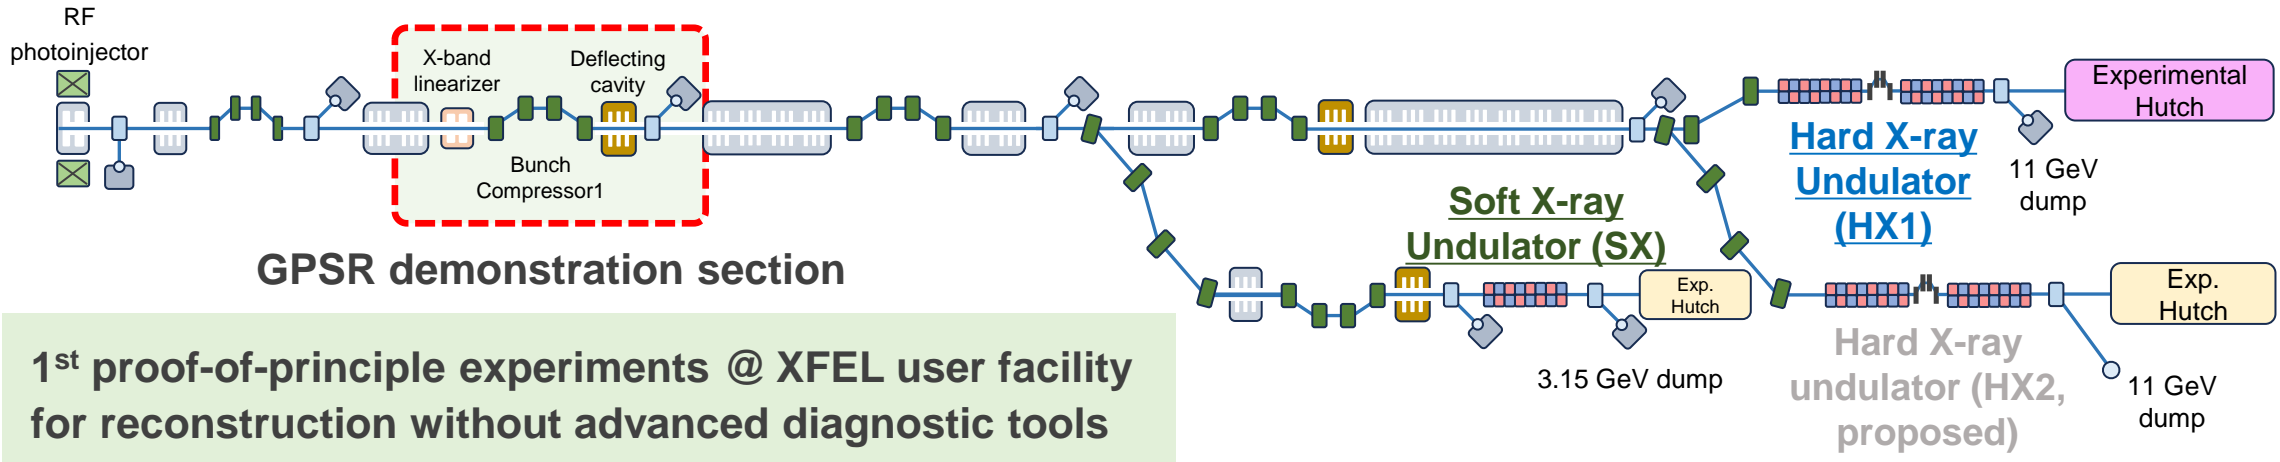 RF
photoinjector
X-band
linearizer
Deflecting
cavity
Bunch
Compressor1
GPSR demonstration section
1st proof-of-principle experiments @ XFEL user facility
for reconstruction without advanced diagnostic tools
Soft X-ray
Undulator (SX)
Exp.
Hutch
3.15 GeV dump
Hard X-ray
Undulator
(HX1)
Experimental
Hutch
11 GeV
dump
Hard X-ray
undulator (HX2,
proposed)
Exp.
Hutch
11 GeV
dump